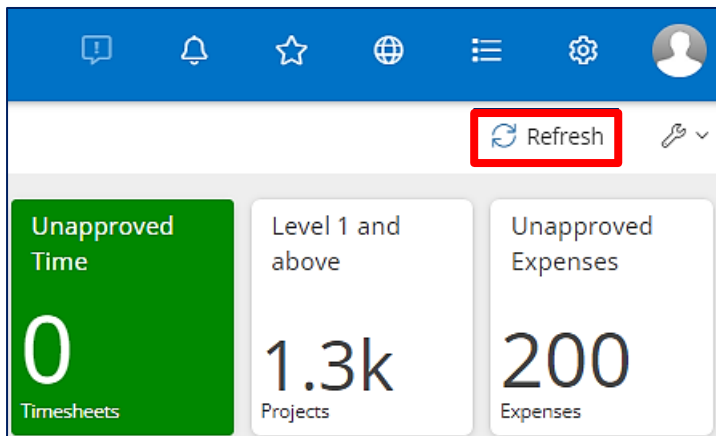 Refresh
Unapproved
Time
0
Timesheets
Level 1 and
above
1.3k
Projects
Unapproved
Expenses
200
Expenses